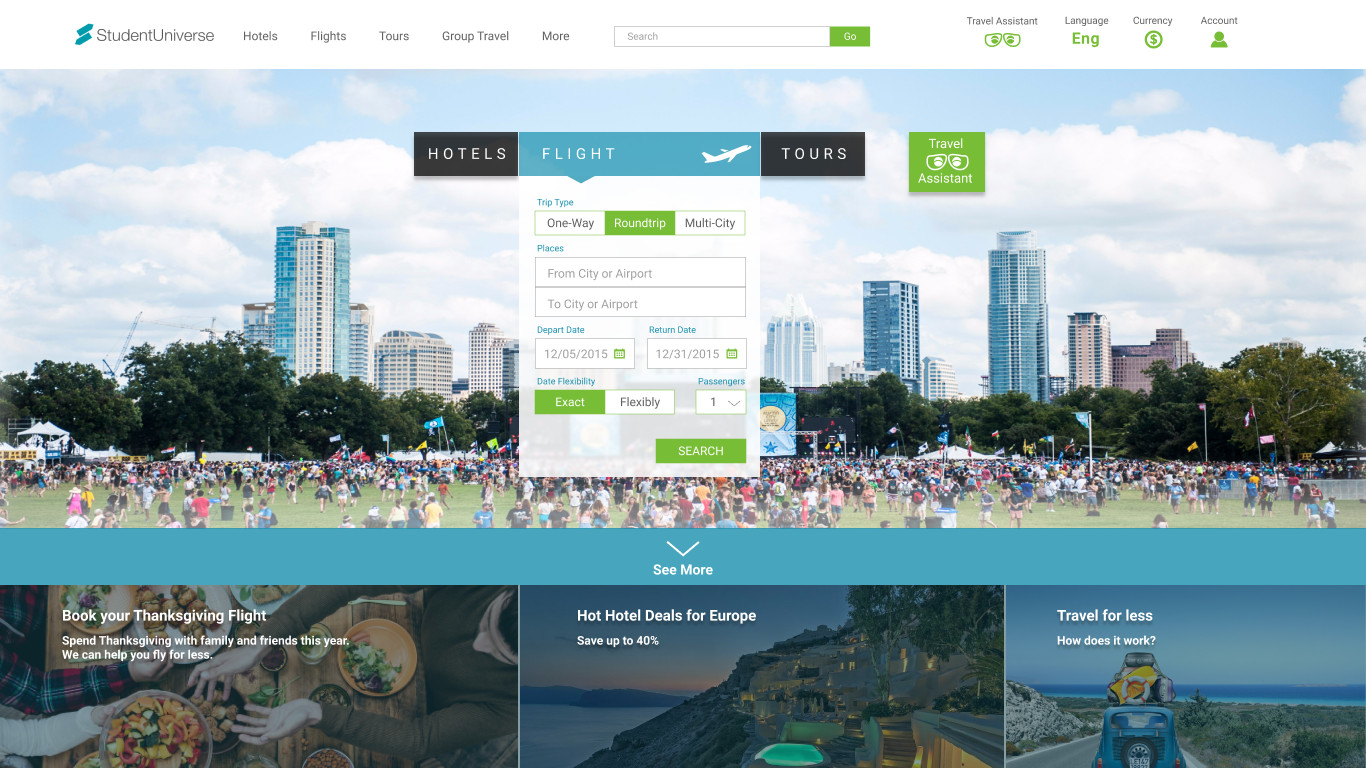 StudentUniverse
Hotels
Flights
Tours
Group Travel
More
Search
Go
Travel Assistant
Language
Eng
Currency
$
Account
HOTELS
FLIGHT
TOURS
Travel
Assistant
Trip Type
One-Way
Roundtrip
Multi-City
Places
From City or Airport
To City or Airport
Depart Date
Return Date
12/05/2015
12/31/2015
Date Flexibility
Passengers
Exact
Flexibly
1
SEARCH
See More
Book your Thanksgiving Flight
Spend Thanksgiving with family and friends this year.
We can help you fly for less.
Hot Hotel Deals for Europe
Save up to 40%
Travel for less
How does it work?